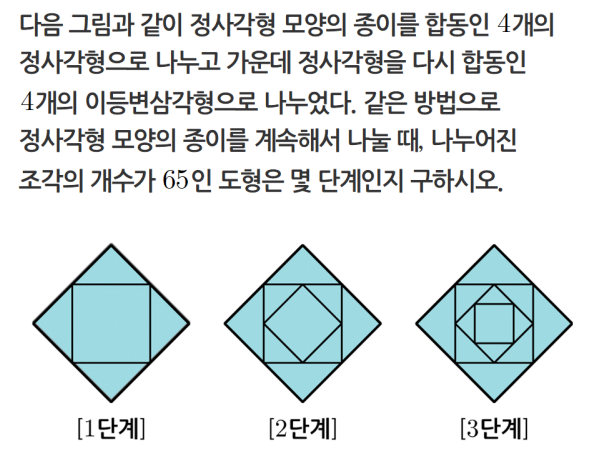 다음 그림과 같이 정사각형 모양의 종이를 합동인 4개의
정사각형으로 나누고 가운데 정사각형을 다시 합동인
4개의 이등변삼각형으로 나누었다. 같은 방법으로
정사각형 모양의 종이를 계속해서 나눌 때, 나누어진
조각의 개수가 65인 도형은 몇 단계인지 구하시오.
[1단계] [2단계] [3단계]